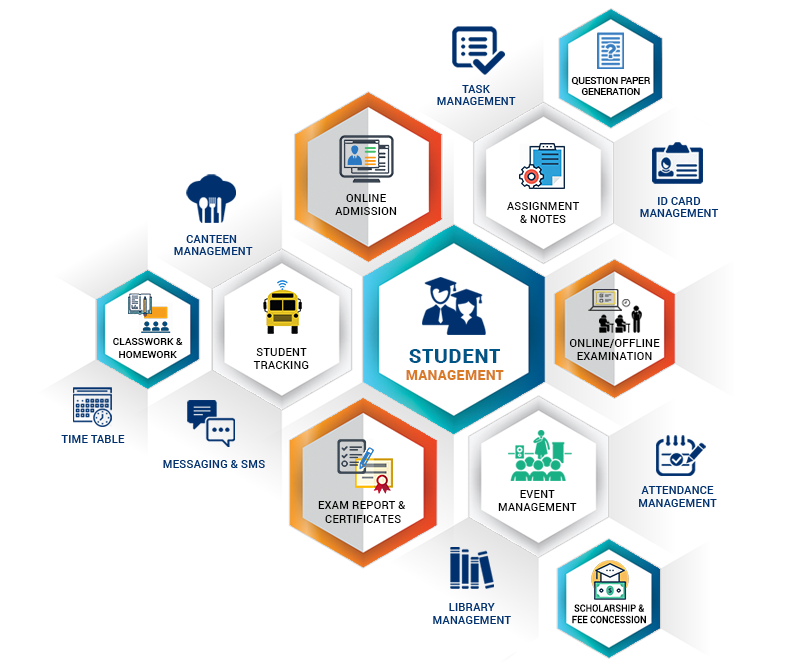 QUESTION PAPER
GENERATION
TASK
MANAGEMENT
ONLINE
ADMISSION
ASSIGNMENT
& NOTES
ID CARD
MANAGEMENT
CANTEEN
MANAGEMENT
CLASSWORK &
HOMEWORK
STUDENT
TRACKING
STUDENT
MANAGEMENT
ONLINE/OFFLINE
EXAMINATION
TIME TABLE
MESSAGING & SMS
EXAM REPORT &
CERTIFICATES
EVENT
MANAGEMENT
ATTENDANCE
MANAGEMENT
LIBRARY
MANAGEMENT
SCHOLARSHIP &
FEE CONCESSION